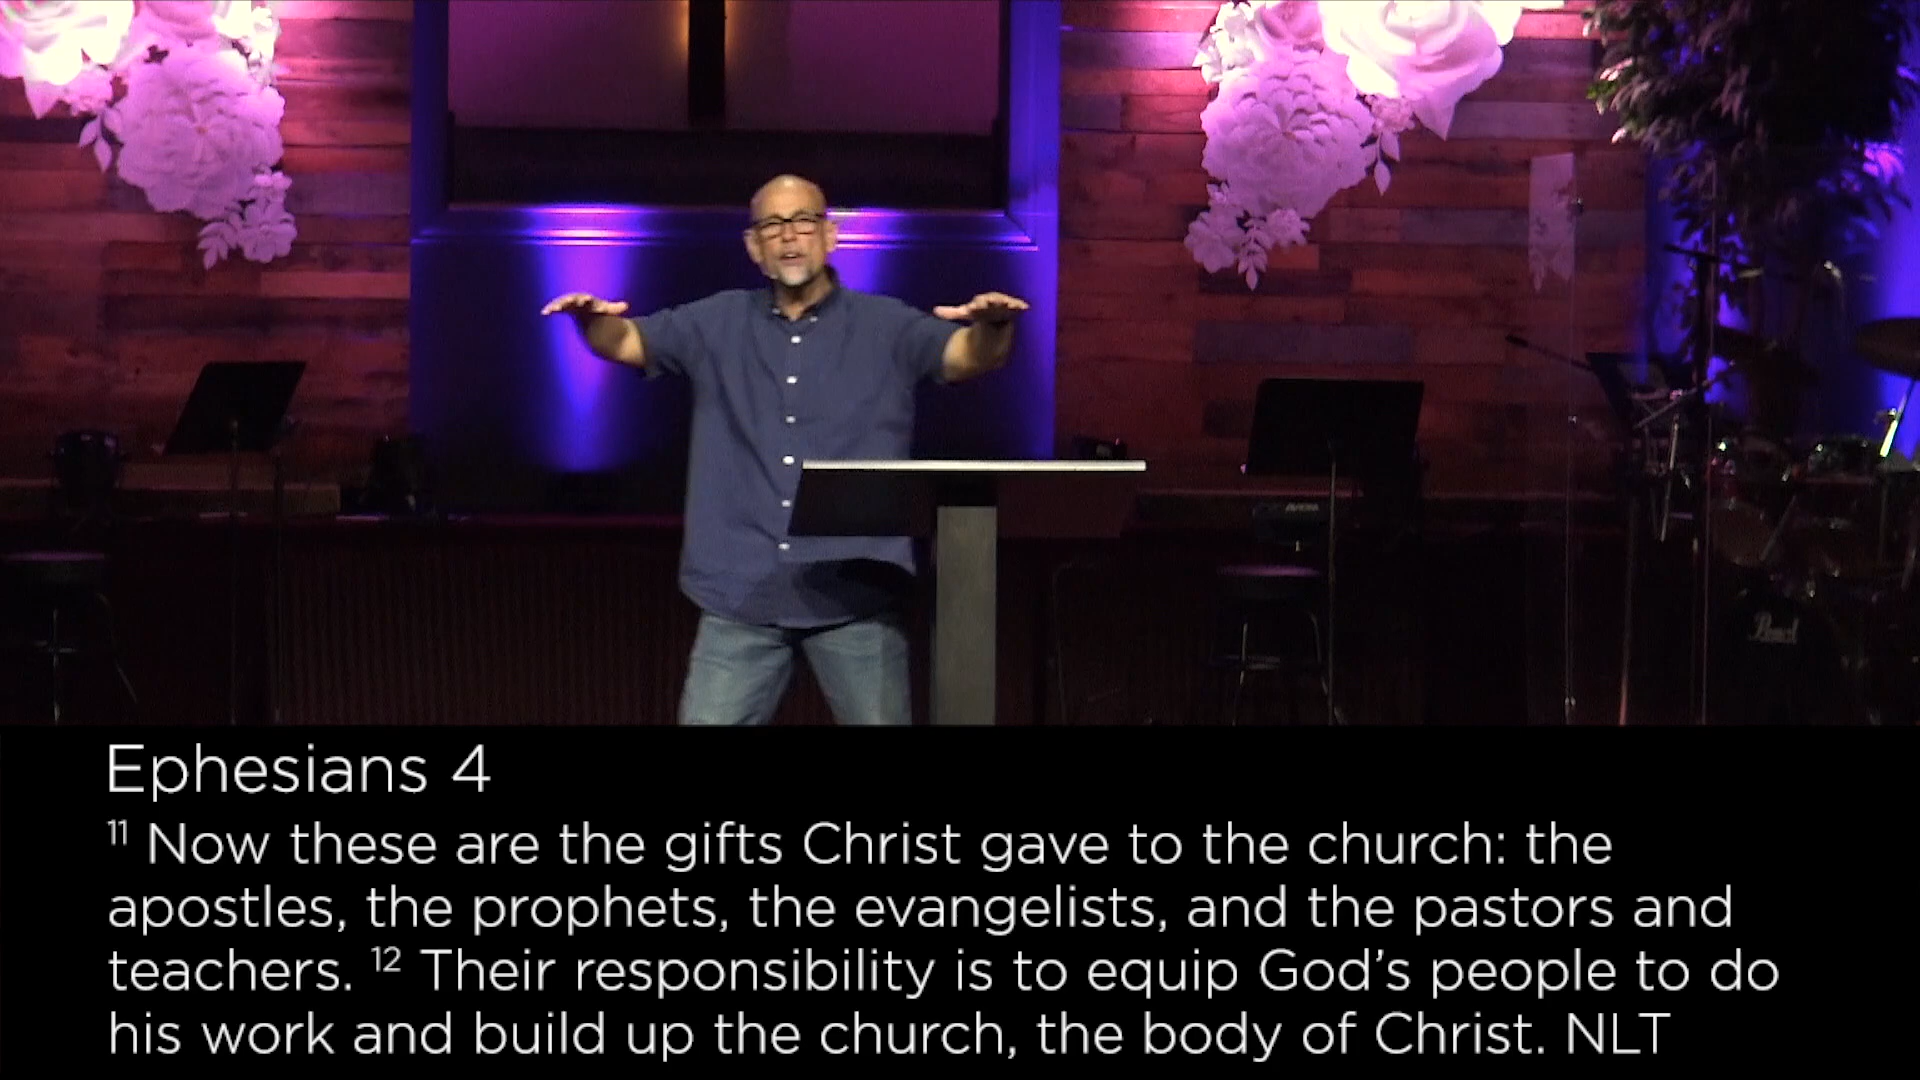 Pearl
Ephesians 4
¹¹ Now these are the gifts Christ gave to the church: the
apostles, the prophets, the evangelists, and the pastors and
teachers. ¹² Their responsibility is to equip God’s people to do
his work and build up the church, the body of Christ. NLT